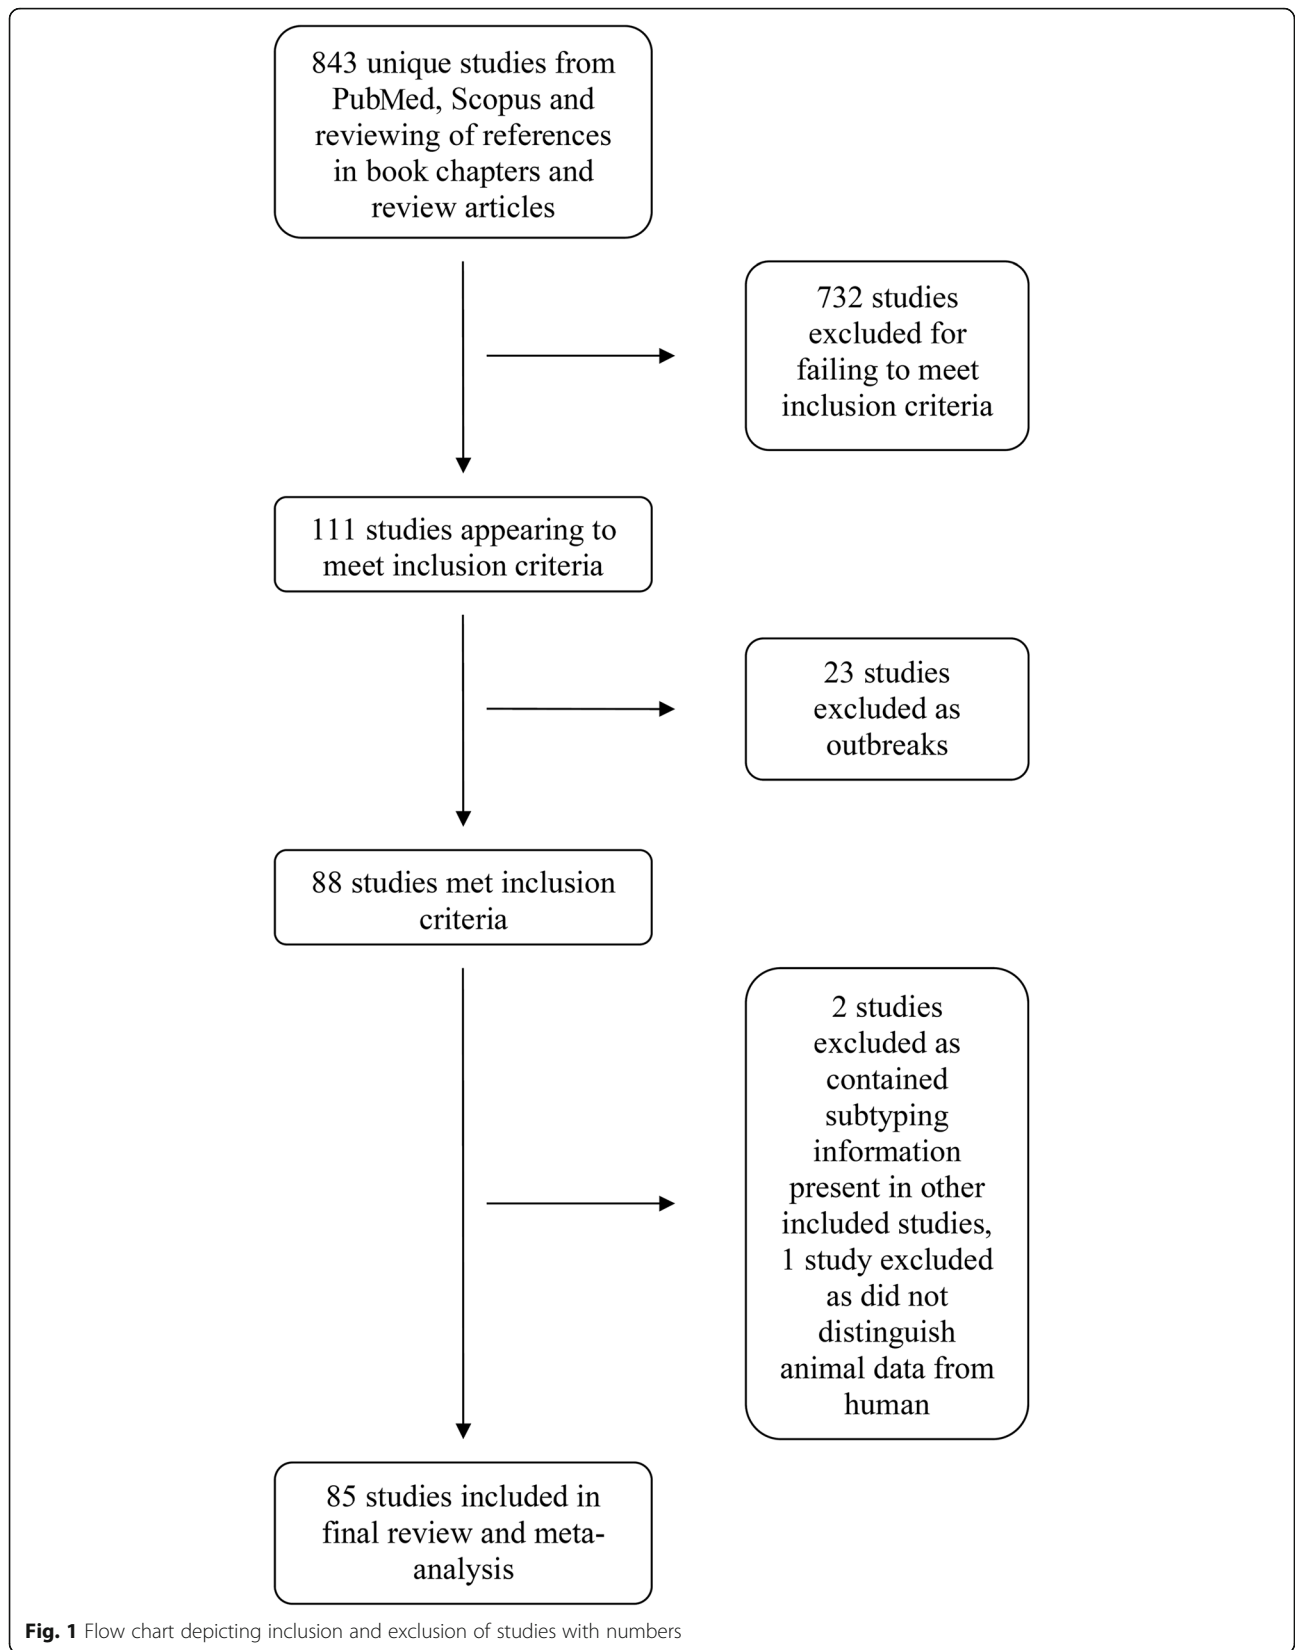 843 unique studies from
PubMed, Scopus and
reviewing of references
in book chapters and
review articles
732 studies
excluded for
failing to meet
inclusion criteria
111 studies appearing to
meet inclusion criteria
23 studies
excluded as
outbreaks
88 studies met inclusion
criteria
2 studies
excluded as
contained
subtyping
information
present in other
included studies,
1 study excluded
as did not
distinguish
animal data from
human
85 studies included in
final review and meta-
analysis
Fig. 1 Flow chart depicting inclusion and exclusion of studies with numbers